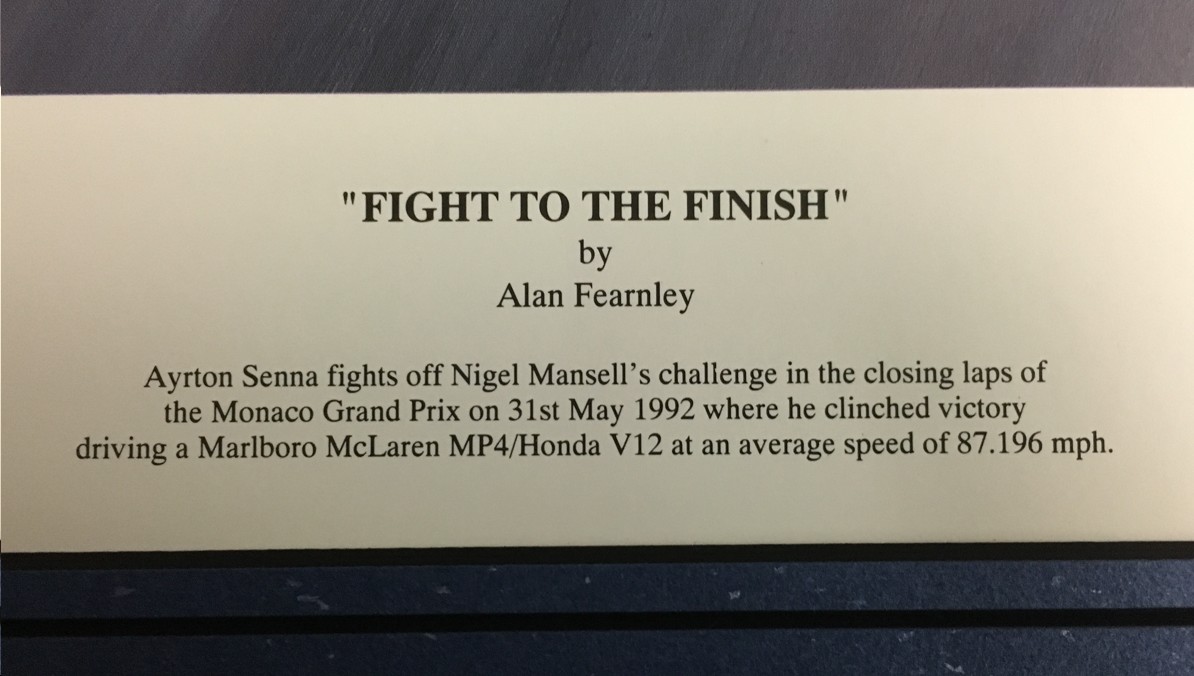 "FIGHT TO THE FINISH"
by
Alan Fearnley
Ayrton Senna fights off Nigel Mansell's challenge in the closing laps of
the Monaco Grand Prix on 31st May 1992 where he clinched victory
driving a Marlboro McLaren MP4/Honda V12 at an average speed of 87.196 mph.